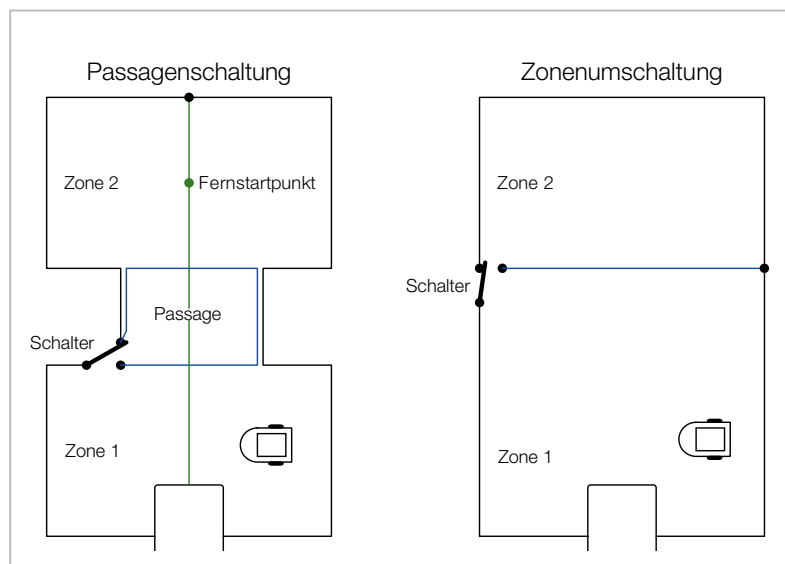 Passagenschaltung
Zone 2
Fernstartpunkt
Passage
Schalter
Zone 1
Zonenumschaltung
Zone 2
Schalter
Zone 1